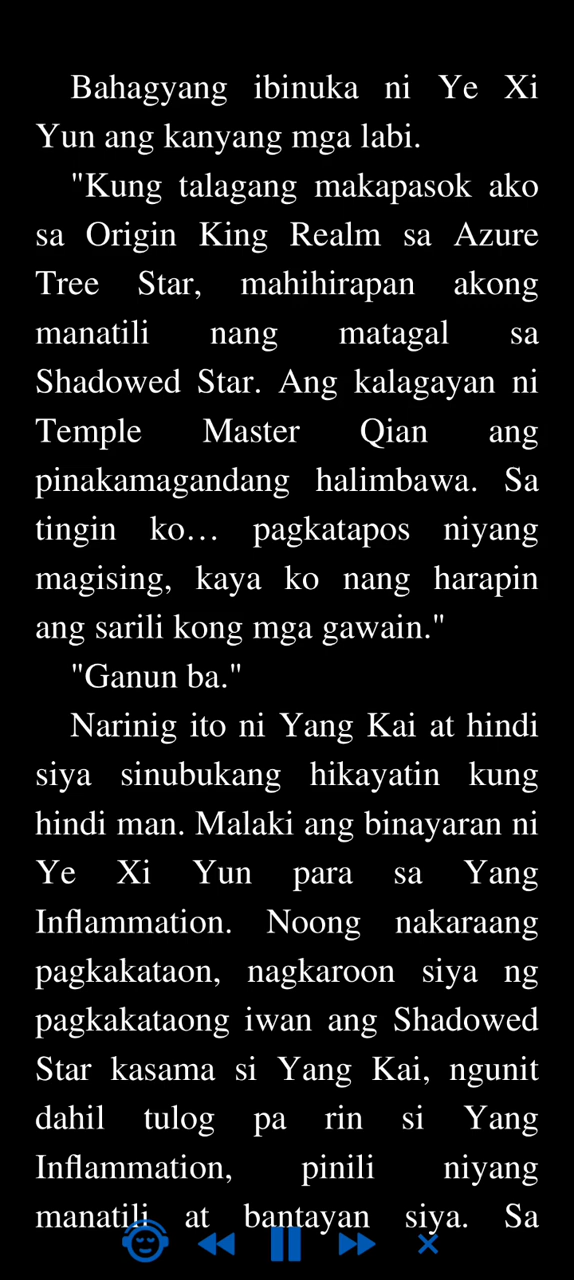 Bahagyang ibinuka ni Ye Xi
Yun ang kanyang mga labi.
"Kung talagang makapasok ako
sa Origin King Realm sa Azure
Tree Star, mahihirapan akong
manatili nang matagal sa
Shadowed Star. Ang kalagayan ni
Temple Master Qian ang
pinakamagandang halimbawa. Sa
tingin ko… pagkatapos niyang
magising, kaya ko nang harapin
ang sarili kong mga gawain."
"Ganun ba."
Narinig ito ni Yang Kai at hindi
siya sinubukang hikayatin kung
hindi man. Malaki ang binayaran ni
Ye Xi Yun para sa Yang
Inflammation. Noong nakaraang
pagkakataon, nagkaroon siya ng
pagkakataong iwan ang Shadowed
Star kasama si Yang Kai, ngunit
dahil tulog pa rin si Yang
Inflammation, pinili niyang
manatili at bantayan siya. Sa